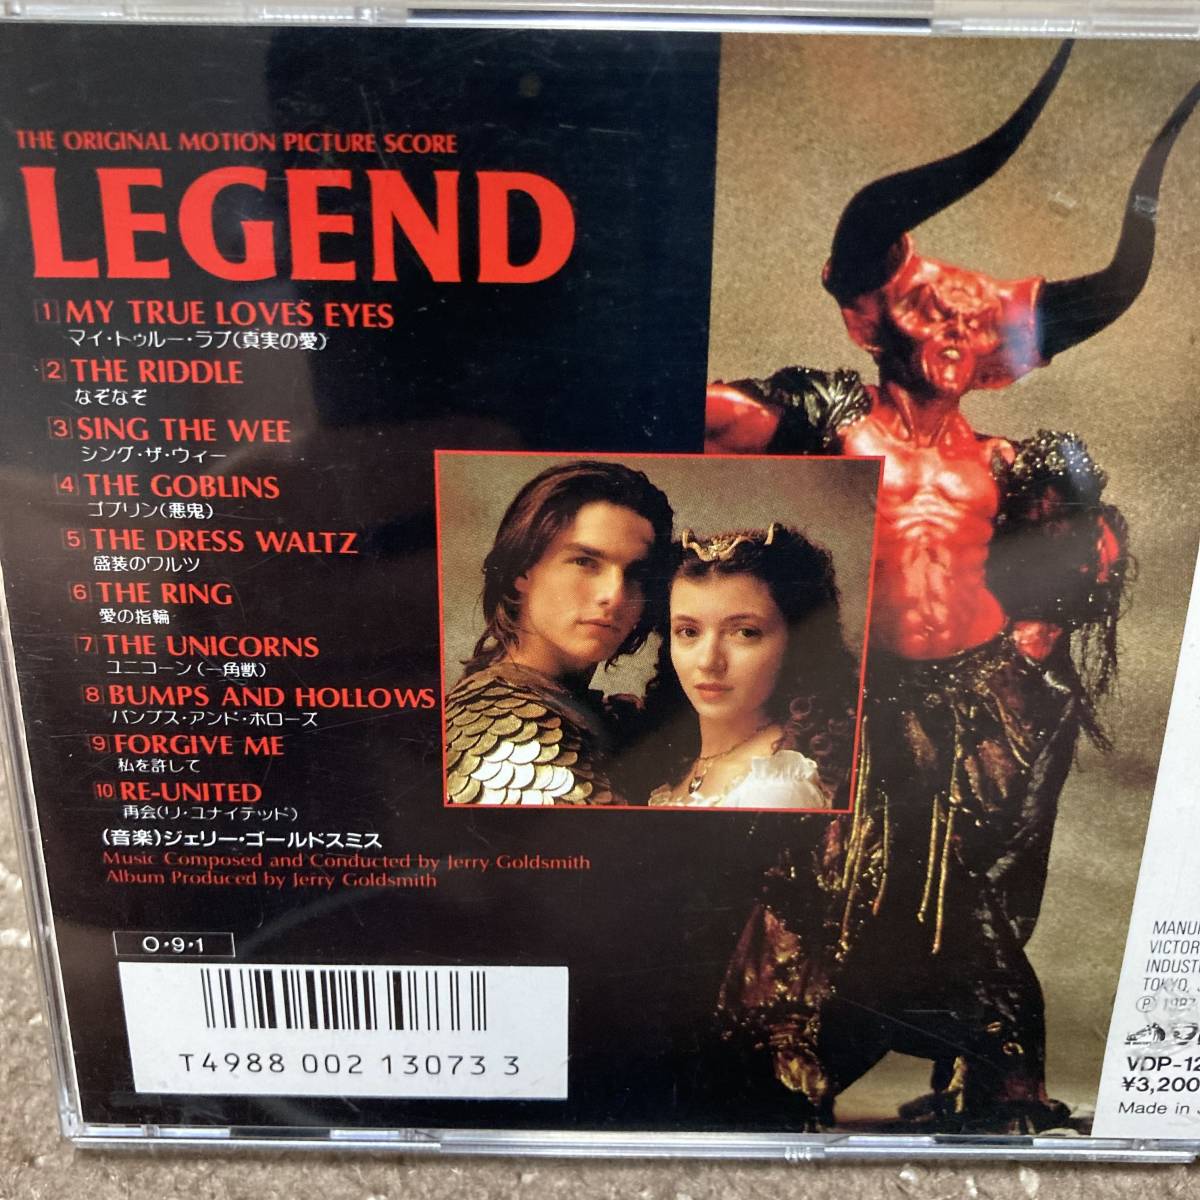 THE ORIGINAL MOTION PICTURE SCORE
LEGEND
1 MY TRUE LOVES EYES
マイ・トゥルー・ラブ(真実の愛)
2 THE RIDDLE
なぞなぞ
3 SING THE WEE
シング・ザ・ウィー
4 THE GOBLINS
ゴブリン(悪鬼)
5 THE DRESS WALTZ
盛装のワルツ
6 THE RING
愛の指輪
7 THE UNICORNS
ユニコーン(一角獣)
8 BUMPS AND HOLLOWS
バンプス・アンド・ホローズ
9 FORGIVE ME
私を許して
10 RE-UNITED
再会(リ・ユナイテッド)
(音楽)ジェリー・ゴールドスミス
Music Composed and Conducted by Jerry Goldsmith
Album Produced by Jerry Goldsmith
O・9・1
T4988 002 13073 3
MANUF
VICTOR
INDUST
TOKYO, J
Ⓟ 1987
VDP-12
¥3,200
Made in J